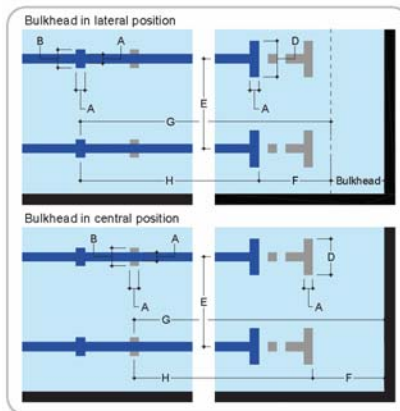 Bulkhead in lateral position
B A D
A E A
G
H F Bulkhead
Bulkhead in central position
B A D
A E A
G
H F